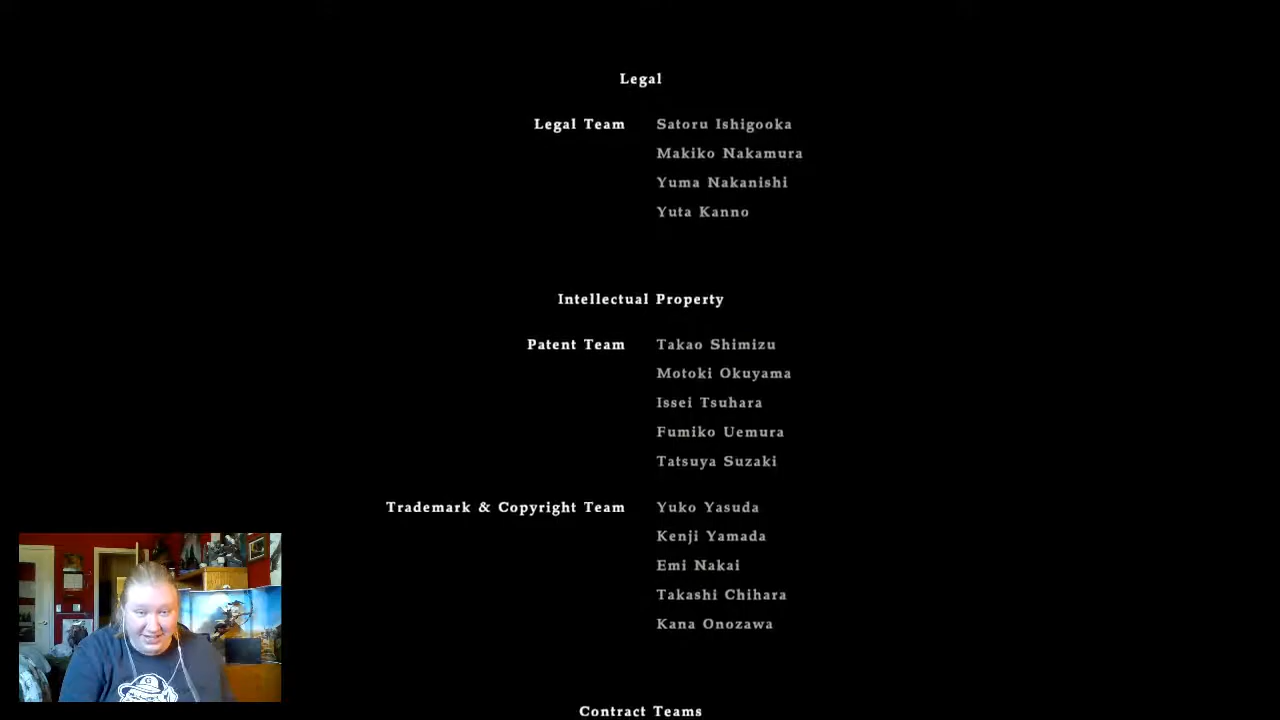 Legal
Legal Team Satoru Ishigooka
Makiko Nakamura
Yuma Nakanishi
Yuta Kanno
Intellectual Property
Patent Team Takao Shimizu
Motoki Okuyama
Issei Tsuhara
Fumiko Uemura
Tatsuya Suzaki
Trademark & Copyright Team Yuko Yasuda
Kenji Yamada
Emi Nakai
Takashi Chihara
Kana Onozawa
Contract Teams